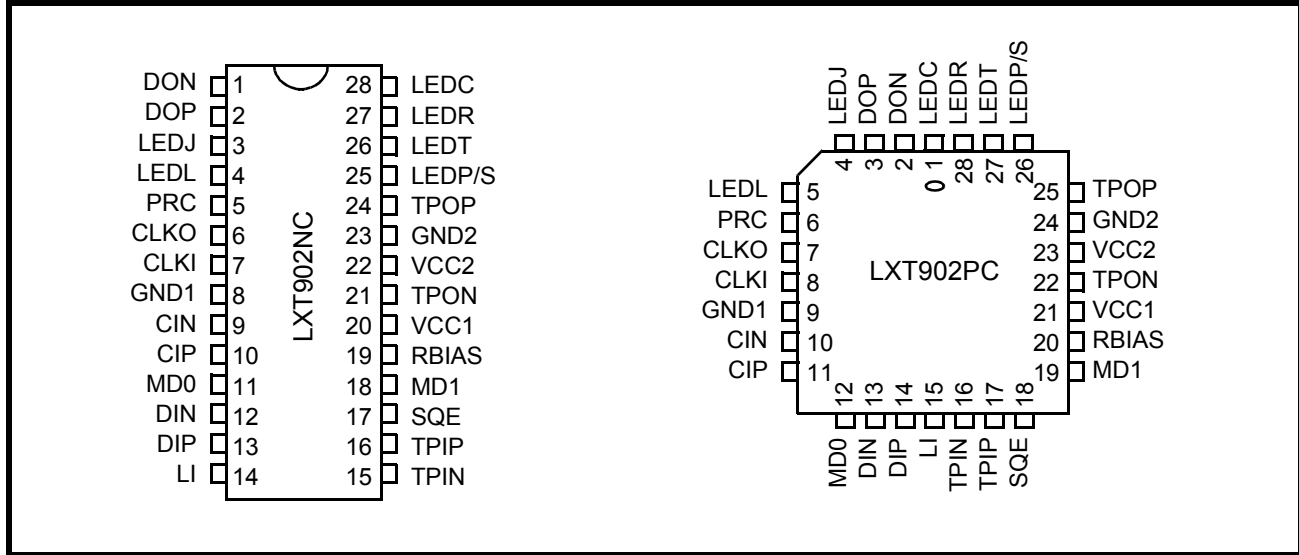 DON 1 28 LEDC
DOP 2 27 LEDR
LEDJ 3 26 LEDT
LEDL 4 25 LEDP/S
PRC 5 24 TPOP
CLKO 6 23 GND2
CLKI 7 22 VCC2
GND1 8 21 TPON
CIN 9 20 VCC1
CIP 10 19 RBIAS
MD0 11 18 MD1
DIN 12 17 SQE
DIP 13 16 TPIP
LI 14 15 TPIN
LXT902NC
LEDJ DOP DON LEDC LEDR LEDT LEDP/S
4 3 2 1 28 27 26
LEDL 5 25 TPOP
PRC 6 24 GND2
CLKO 7 23 VCC2
CLKI 8 22 TPON
GND1 9 21 VCC1
CIN 10 20 RBIAS
CIP 11 19 MD1
LXT902PC
12 13 14 15 16 17 18
MD0 DIN DIP LI TPIN TPIP SQE